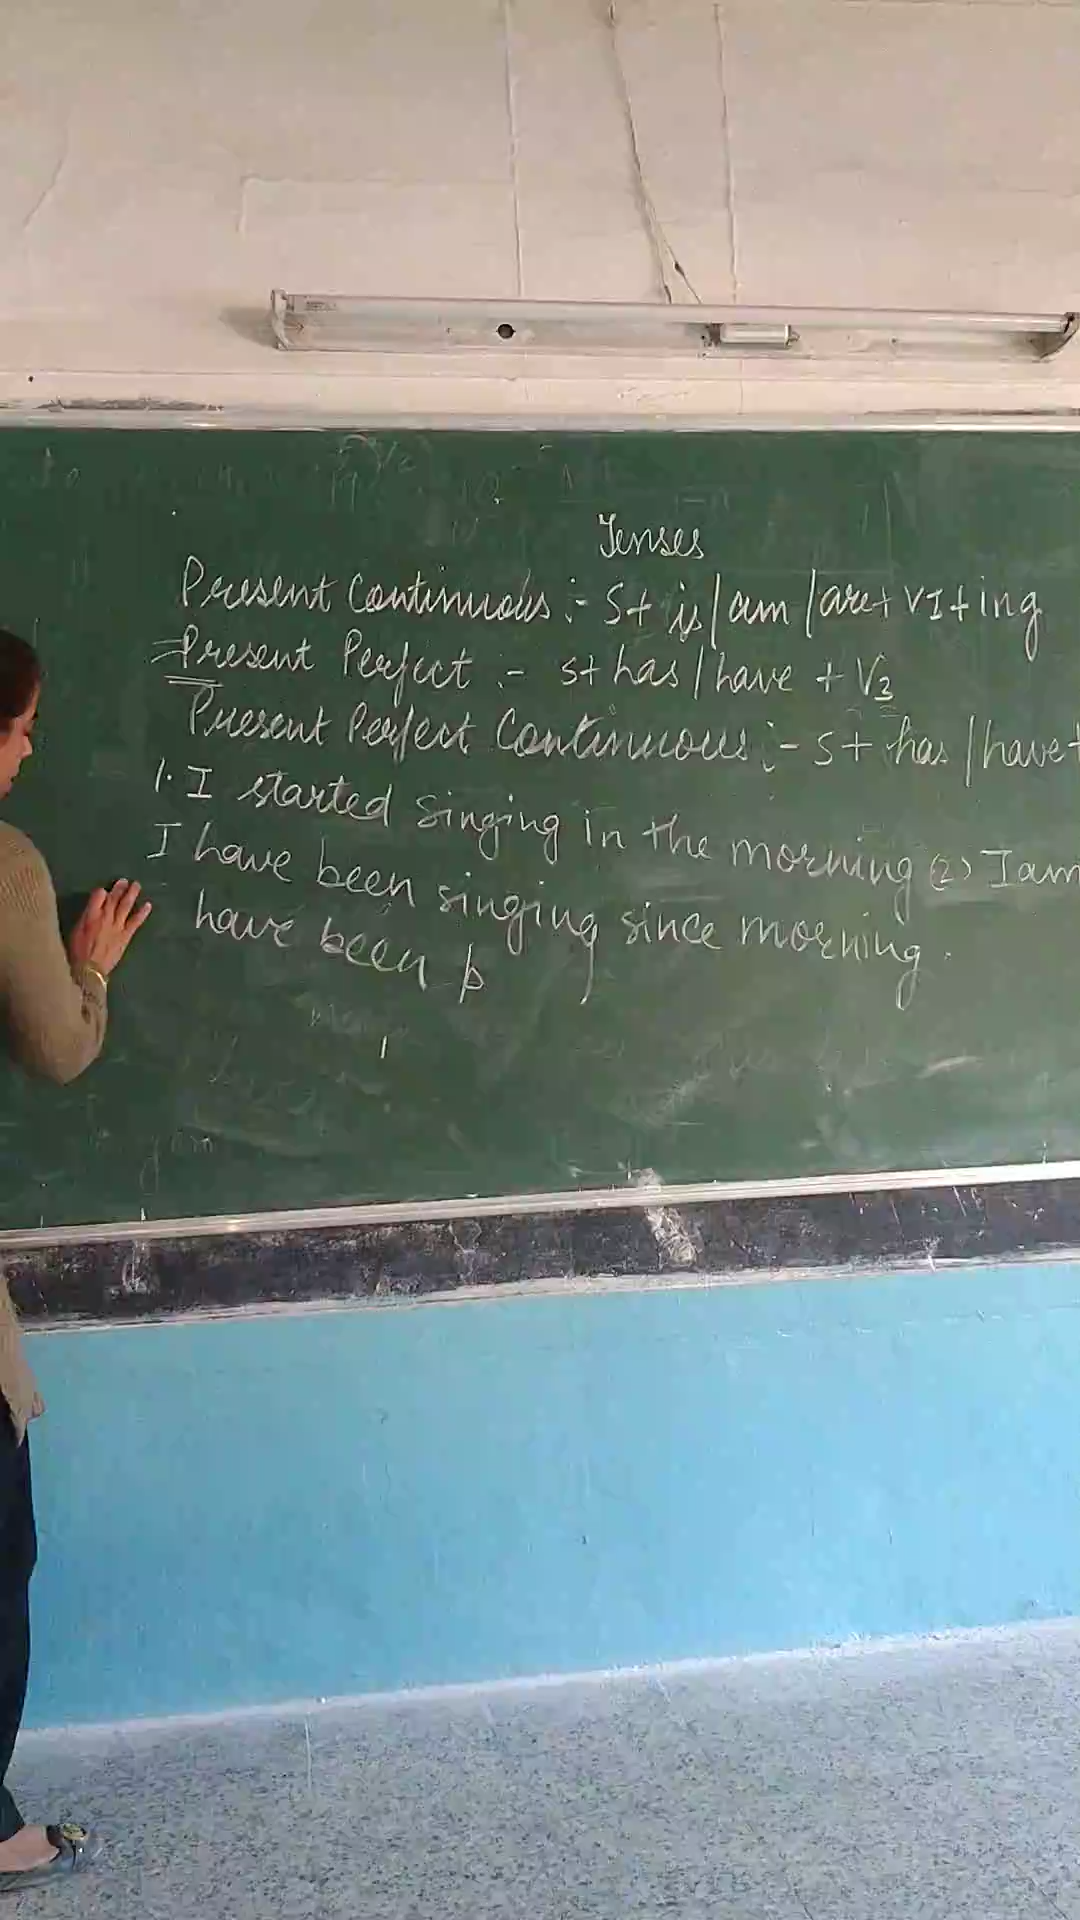 Tenses
Present Continuous :- S+ is/am/are+ V1+ing
Present Perfect :- S+ has/have + V3
Present Perfect Continuous :- S+ has/have+
1. I started singing in the morning (2) I am
I have been singing since morning.
have been p